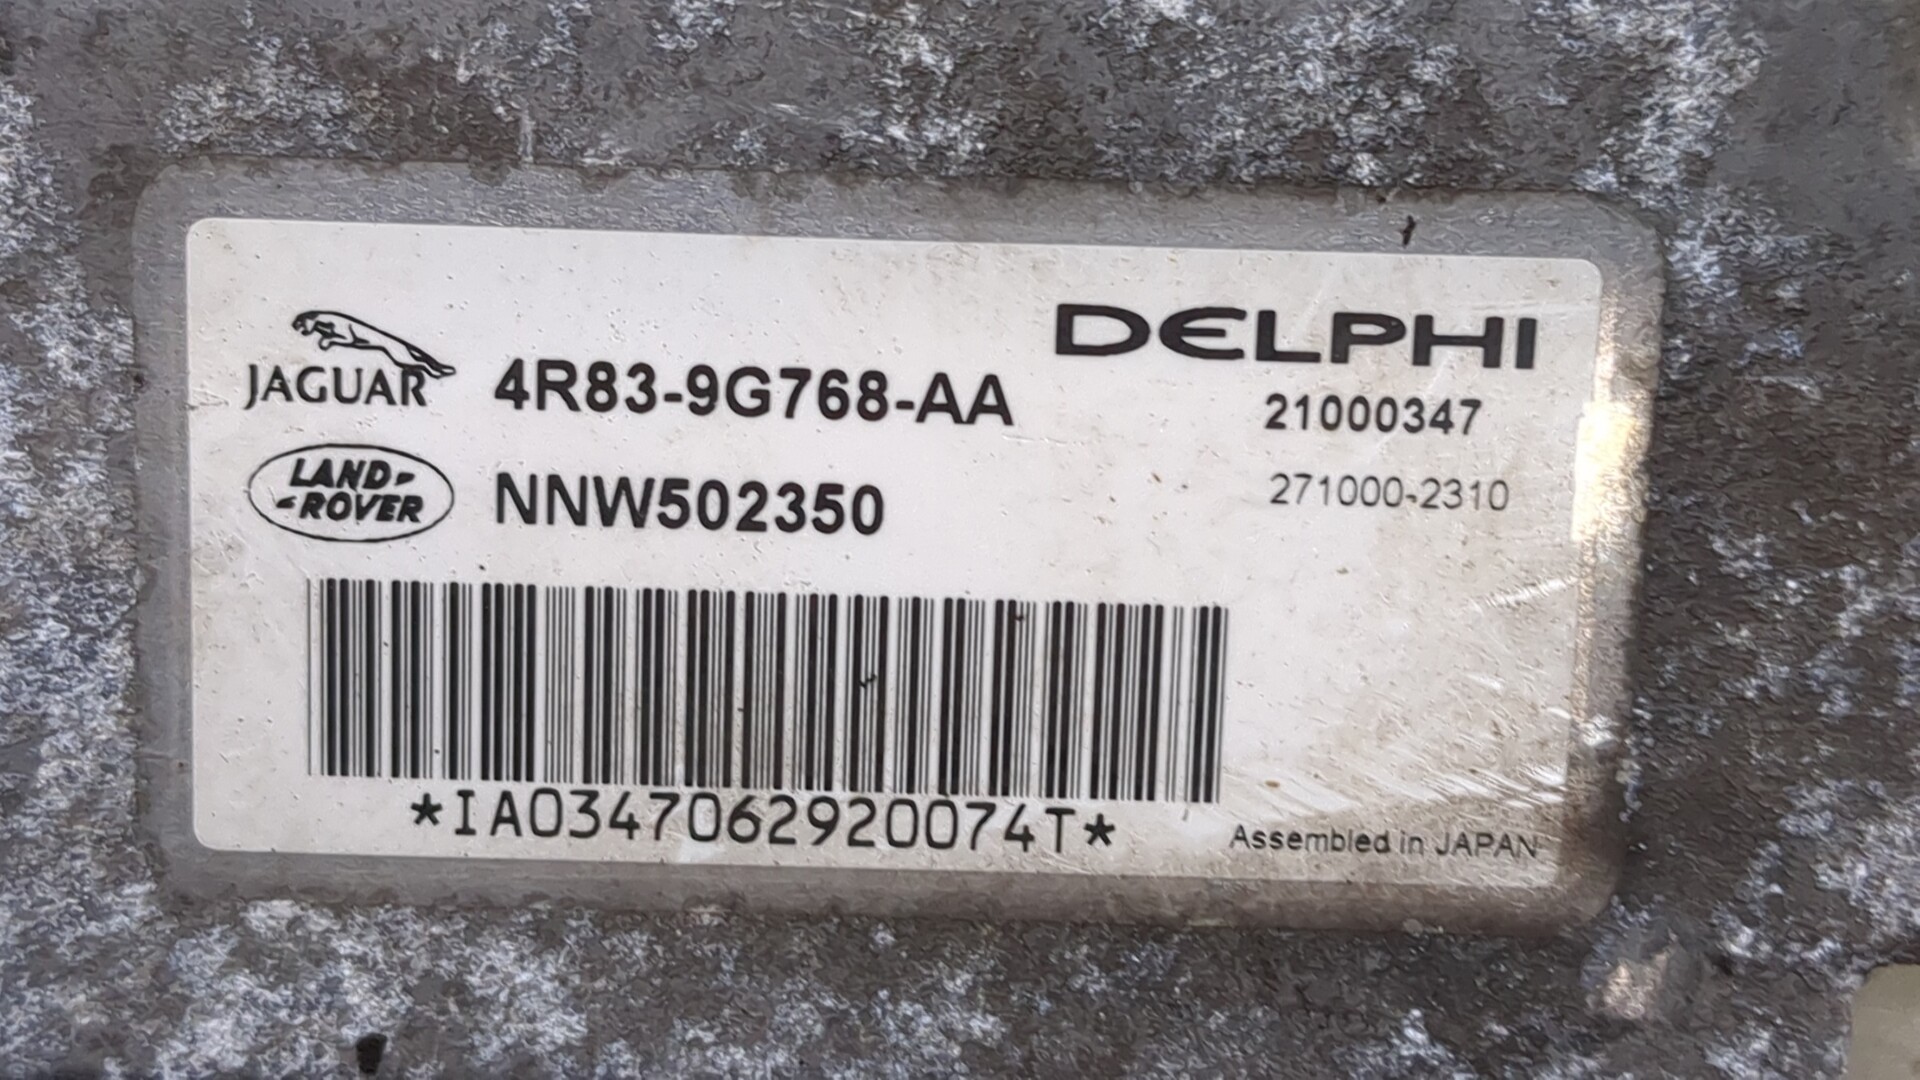 JAGUAR 4R83-9G768-AA
DELPHI
21000347
LAND-
-ROVER
NNW502350
271000-2310
*IA0347062920074T*
Assembled in JAPAN